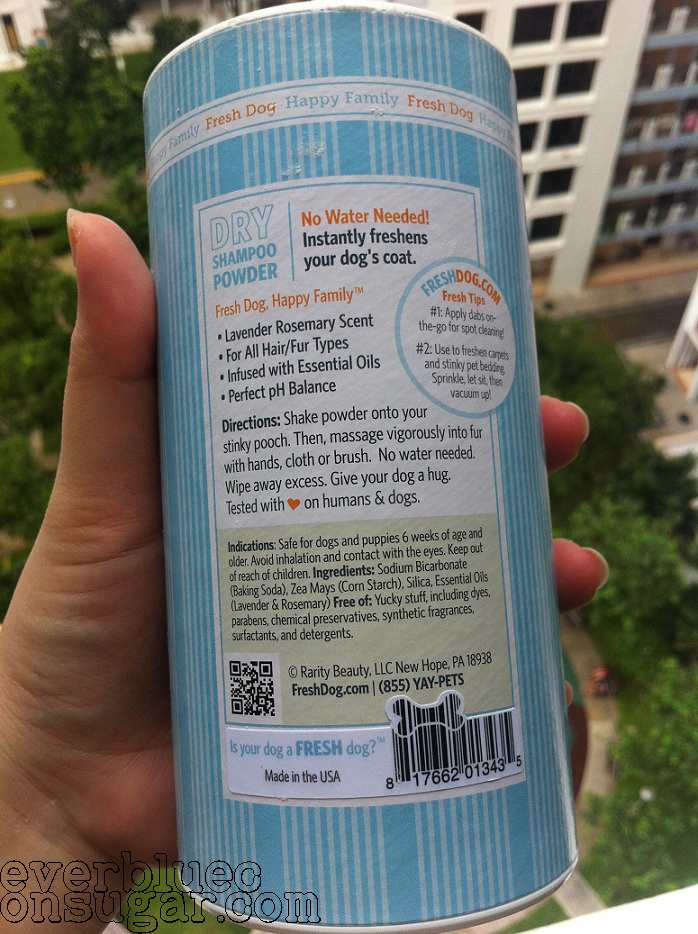 Happy Family Fresh Dog Happy Family Fresh Dog Happy
DRY
SHAMPOO
POWDER
No Water Needed!
Instantly freshens
your dog's coat.
Fresh Dog, Happy Family™
• Lavender Rosemary Scent
• For All Hair/Fur Types
• Infused with Essential Oils
• Perfect pH Balance
FRESHDOG.COM
Fresh Tips
#1: Apply dabs on-
the-go for spot cleaning!
#2: Use to freshen carpets
and stinky pet bedding.
Sprinkle, let sit, then
vacuum up!
Directions: Shake powder onto your
stinky pooch. Then, massage vigorously into fur
with hands, cloth or brush. No water needed.
Wipe away excess. Give your dog a hug.
Tested with ♥ on humans & dogs.
Indications: Safe for dogs and puppies 6 weeks of age and
older. Avoid inhalation and contact with the eyes. Keep out
of reach of children. Ingredients: Sodium Bicarbonate
(Baking Soda), Zea Mays (Corn Starch), Silica, Essential Oils
(Lavender & Rosemary) Free of: Yucky stuff, including dyes,
parabens, chemical preservatives, synthetic fragrances,
surfactants, and detergents.
© Rarity Beauty, LLC New Hope, PA 18938
FreshDog.com | (855) YAY-PETS
Is your dog a FRESH dog?™
Made in the USA
8 17662 01343 5
everbluec
onsugar.com